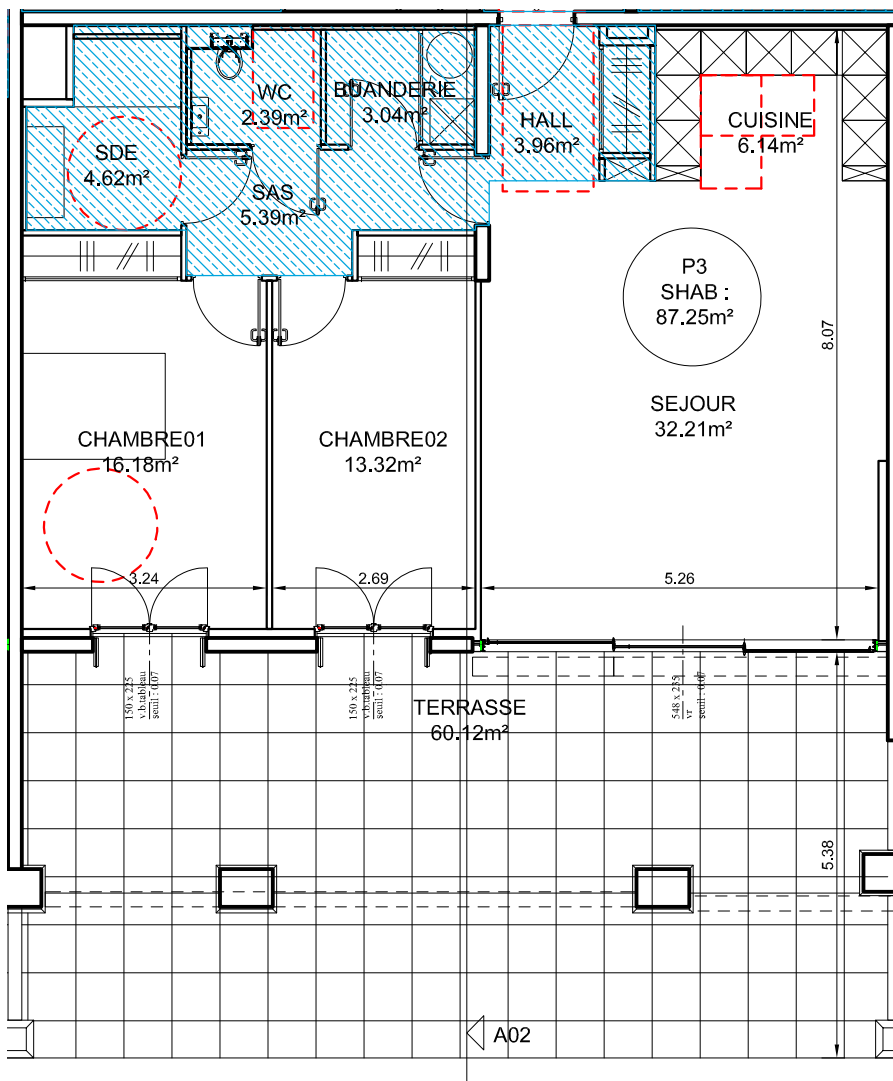 WC
2.39m²
BUANDERIE
3.04m²
HALL
3.96m²
CUISINE
6.14m²
SDE
4.62m²
SAS
5.39m²
P3
SHAB :
87.25m²
8.07
SEJOUR
32.21m²
CHAMBRE01
16.18m²
CHAMBRE02
13.32m²
3.24
2.69
5.26
150 x 225
v.b.tableau
seuil : 0.07
150 x 225
v.b.tableau
seuil : 0.07
548 x 235
vr
seuil : 0.07
TERRASSE
60.12m²
5.38
A02